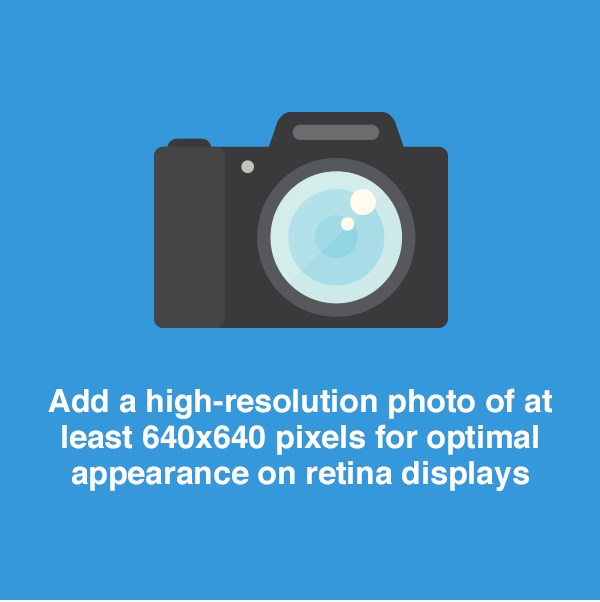 Add a high-resolution photo of at
least 640x640 pixels for optimal
appearance on retina displays